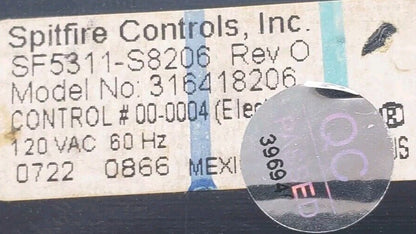 Spitfire Controls, Inc.
SF5311-S8206 Rev O
Model No: 316418206
CONTROL # 00-0004 (Elec
120 VAC 60 Hz
0722 0866 MEXI
US
QC
39694